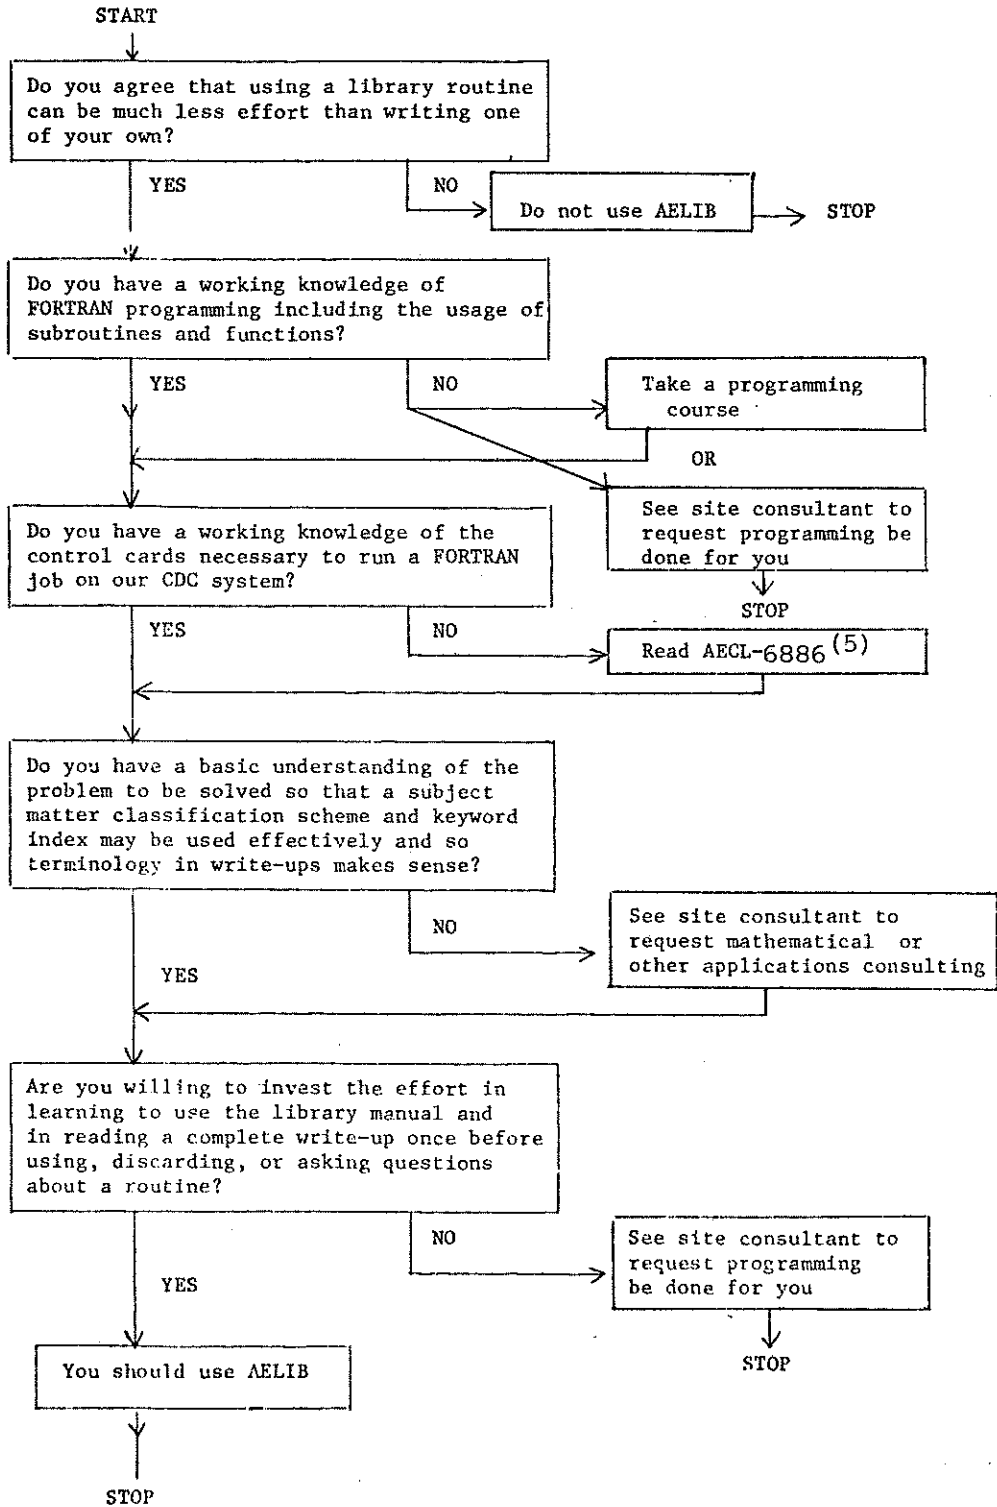 START
Do you agree that using a library routine
can be much less effort than writing one
of your own?
YES
NO
Do not use AELIB
STOP
Do you have a working knowledge of
FORTRAN programming including the usage of
subroutines and functions?
YES
NO
Take a programming
course
OR
See site consultant to
request programming be
done for you
STOP
Do you have a working knowledge of the
control cards necessary to run a FORTRAN
job on our CDC system?
YES
NO
Read AECL-6886 (5)
Do you have a basic understanding of the
problem to be solved so that a subject
matter classification scheme and keyword
index may be used effectively and so
terminology in write-ups makes sense?
NO
YES
See site consultant to
request mathematical or
other applications consulting
Are you willing to invest the effort in
learning to use the library manual and
in reading a complete write-up once before
using, discarding, or asking questions
about a routine?
NO
YES
See site consultant to
request programming
be done for you
STOP
You should use AELIB
STOP